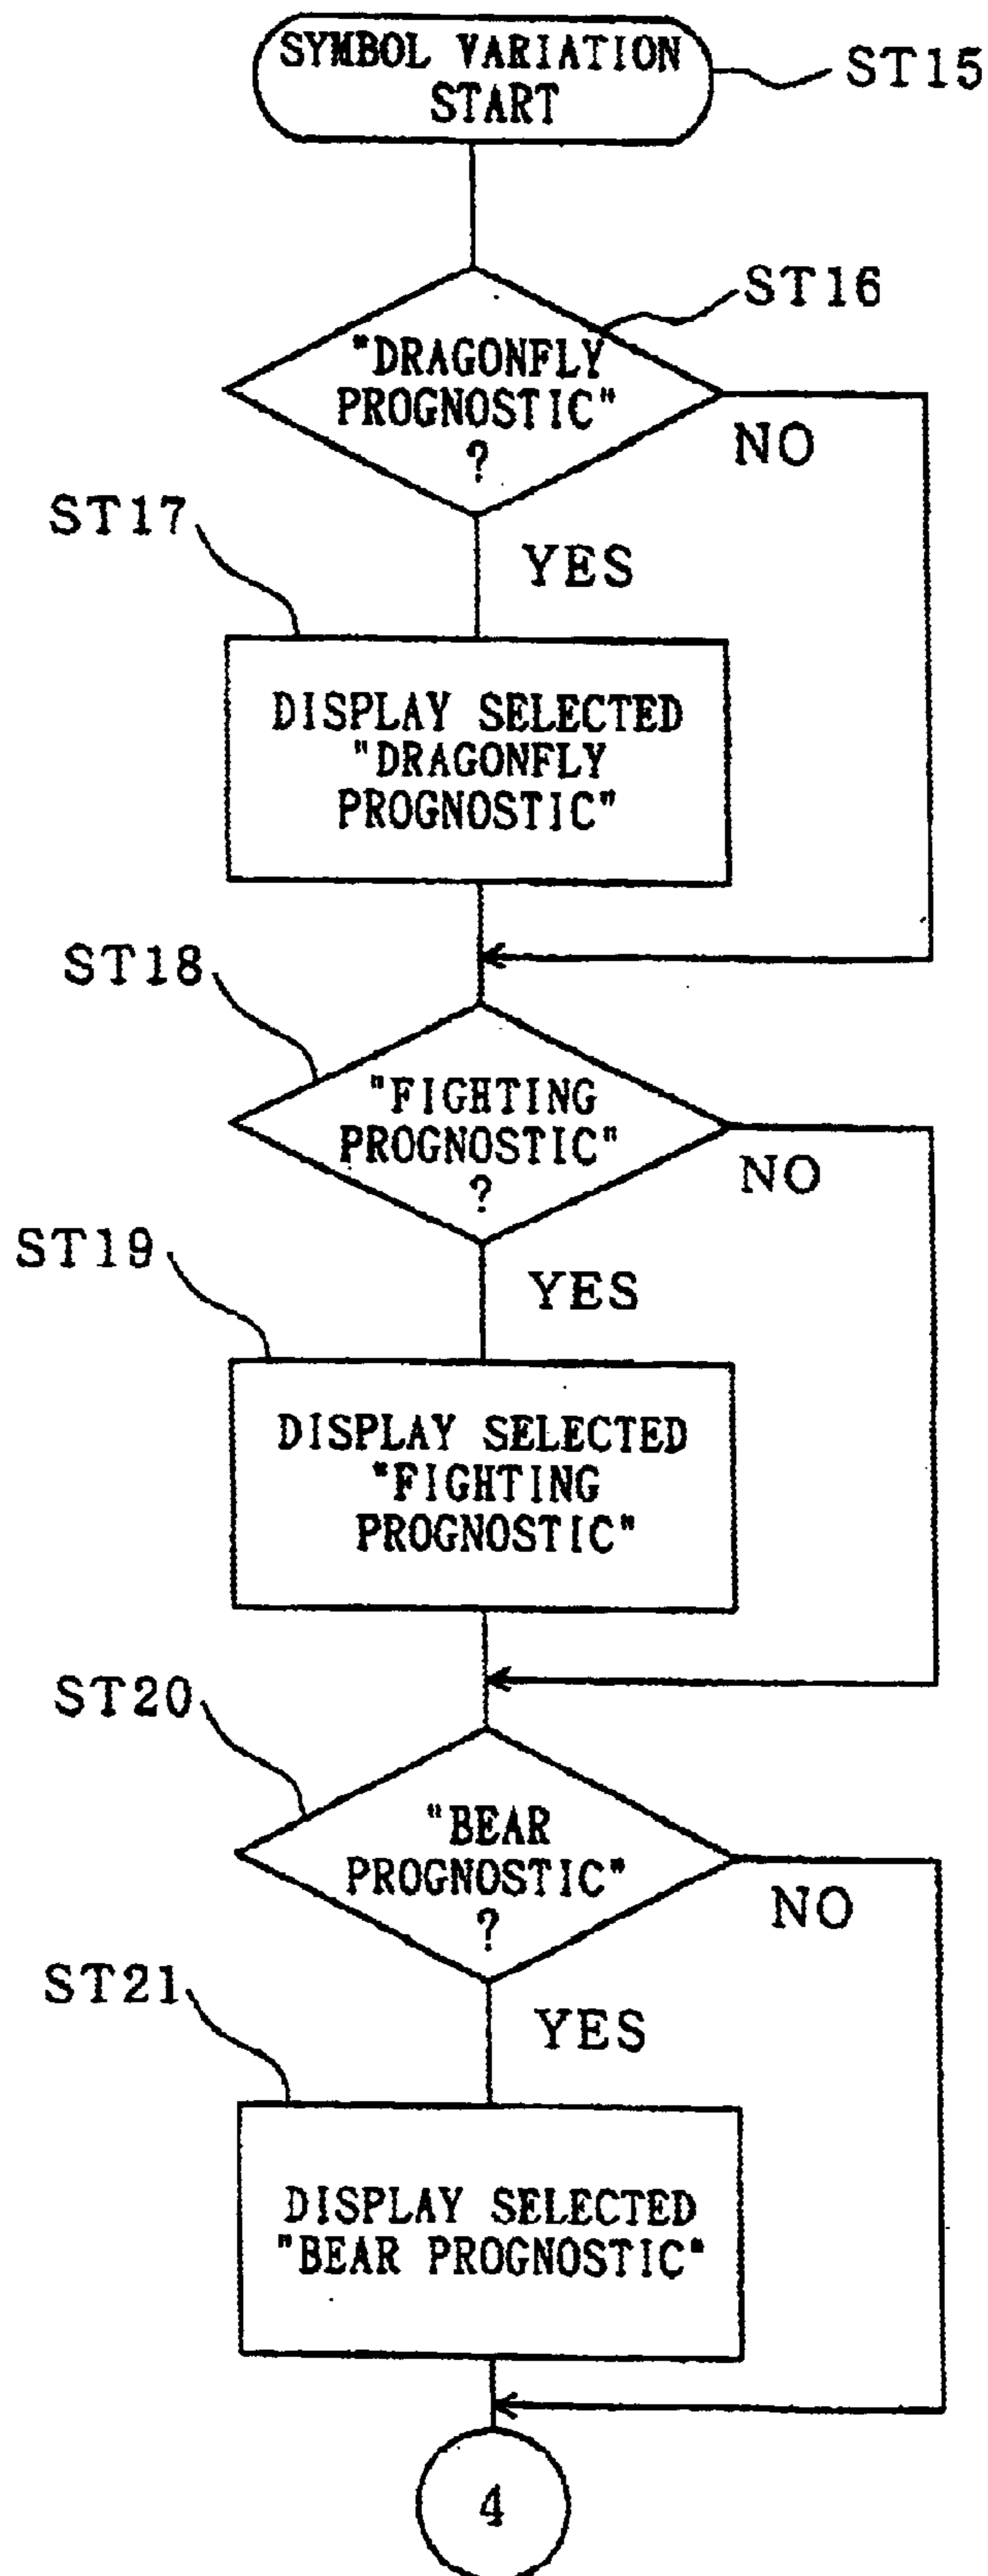 SYMBOL VARIATION
START
ST15
ST16
"DRAGONFLY
PROGNOSTIC"
?
NO
ST17
YES
DISPLAY SELECTED
"DRAGONFLY
PROGNOSTIC"
ST18
"FIGHTING
PROGNOSTIC"
?
NO
ST19
YES
DISPLAY SELECTED
"FIGHTING
PROGNOSTIC"
ST20
"BEAR
PROGNOSTIC"
?
NO
ST21
YES
DISPLAY SELECTED
"BEAR PROGNOSTIC"
4